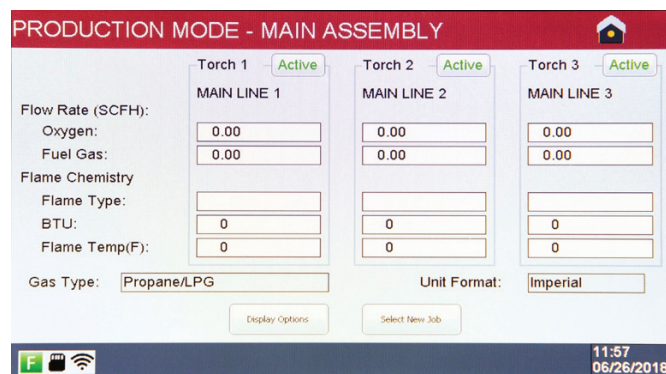 PRODUCTION MODE - MAIN ASSEMBLY
Torch 1 Active Torch 2 Active Torch 3 Active
MAIN LINE 1 MAIN LINE 2 MAIN LINE 3
Flow Rate (SCFH):
Oxygen: 0.00 0.00 0.00
Fuel Gas: 0.00 0.00 0.00
Flame Chemistry
Flame Type:
BTU: 0 0 0
Flame Temp(F): 0 0 0
Gas Type: Propane/LPG Unit Format: Imperial
Display Options Select New Job
F 11:57
06/26/2018